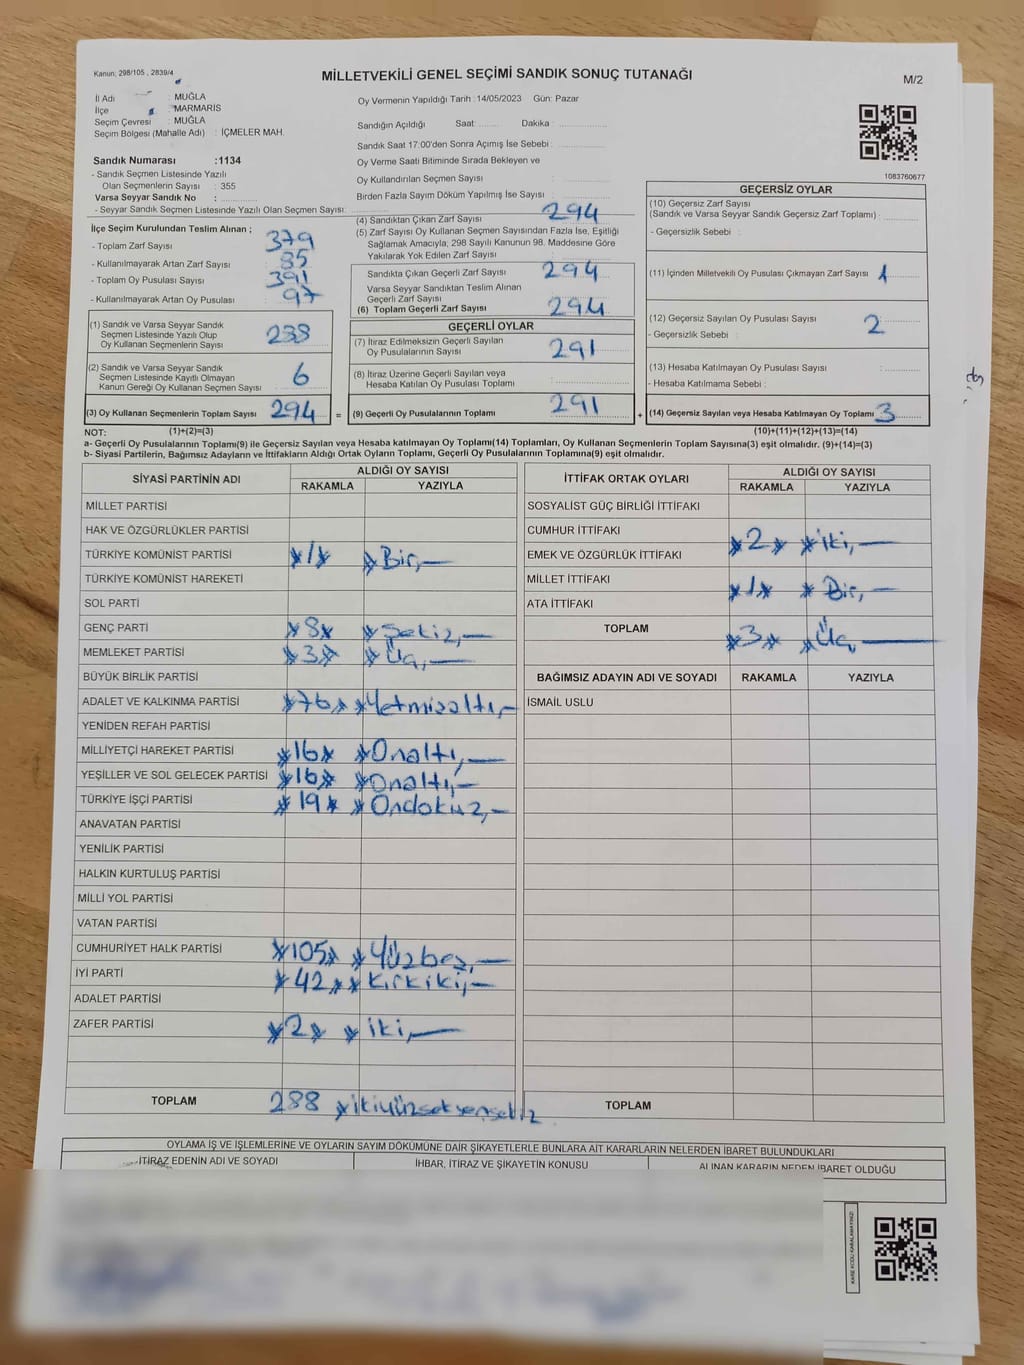 Kanun; 298/105 , 2839/4
MİLLETVEKİLİ GENEL SEÇİMİ SANDIK SONUÇ TUTANAĞI
M/2
İl Adı : MUĞLA
İlçe : MARMARİS
Seçim Çevresi : MUĞLA
Seçim Bölgesi (Mahalle Adı) : İÇMELER MAH.
Sandık Numarası :1134
- Sandık Seçmen Listesinde Yazılı
Olan Seçmenlerin Sayısı : 355
Varsa Seyyar Sandık No :
- Seyyar Sandık Seçmen Listesinde Yazılı Olan Seçmen Sayısı:
İlçe Seçim Kurulundan Teslim Alınan ;
- Toplam Zarf Sayısı 379
- Kullanılmayarak Artan Zarf Sayısı 85
- Toplam Oy Pusulası Sayısı 391
- Kullanılmayarak Artan Oy Pusulası 97
(1) Sandık ve Varsa Seyyar Sandık
Seçmen Listesinde Yazılı Olup
Oy Kullanan Seçmenlerin Sayısı 288
(2) Sandık ve Varsa Seyyar Sandık
Seçmen Listesinde Kayıtlı Olmayan
Kanun Gereği Oy Kullanan Seçmen Sayısı 6
(3) Oy Kullanan Seçmenlerin Toplam Sayısı 294 =
Oy Vermenin Yapıldığı Tarih :14/05/2023 Gün: Pazar
Sandığın Açıldığı Saat: Dakika :
Sandık Saat 17:00'den Sonra Açımış İse Sebebi :
Oy Verme Saati Bitiminde Sırada Bekleyen ve
Oy Kullandırılan Seçmen Sayısı :
Birden Fazla Sayım Döküm Yapılmış İse Sayısı :
(4) Sandıktan Çıkan Zarf Sayısı 294
(5) Zarf Sayısı Oy Kullanan Seçmen Sayısından Fazla İse, Eşitliği
Sağlamak Amacıyla; 298 Sayılı Kanunun 98. Maddesine Göre
Yakılarak Yok Edilen Zarf Sayısı :
Sandıkta Çıkan Geçerli Zarf Sayısı 294
Varsa Seyyar Sandıktan Teslim Alınan
Geçerli Zarf Sayısı
(6) Toplam Geçerli Zarf Sayısı 294
GEÇERLİ OYLAR
(7) İtiraz Edilmeksizin Geçerli Sayılan
Oy Pusulalarının Sayısı 291
(8) İtiraz Üzerine Geçerli Sayılan veya
Hesaba Katılan Oy Pusulası Toplamı
(9) Geçerli Oy Pusulalarının Toplamı 291 +
1083760677
GEÇERSİZ OYLAR
(10) Geçersiz Zarf Sayısı
(Sandık ve Varsa Seyyar Sandık Geçersiz Zarf Toplamı) :
- Geçersizlik Sebebi :
(11) İçinden Milletvekili Oy Pusulası Çıkmayan Zarf Sayısı 1
(12) Geçersiz Sayılan Oy Pusulası Sayısı 2
- Geçersizlik Sebebi :
(13) Hesaba Katılmayan Oy Pusulası Sayısı :
- Hesaba Katılmama Sebebi :
(14) Geçersiz Sayılan veya Hesaba Katılmayan Oy Toplamı 3
NOT: (1)+(2)=(3) (10)+(11)+(12)+(13)=(14)
a- Geçerli Oy Pusulalarının Toplamı(9) ile Geçersiz Sayılan veya Hesaba katılmayan Oy Toplamı(14) Toplamları, Oy Kullanan Seçmenlerin Toplam Sayısına(3) eşit olmalıdır. (9)+(14)=(3)
b- Siyasi Partilerin, Bağımsız Adayların ve İttifakların Aldığı Ortak Oyların Toplamı, Geçerli Oy Pusulalarının Toplamına(9) eşit olmalıdır.
SİYASİ PARTİNİN ADI ALDIĞI OY SAYISI
RAKAMLA YAZIYLA
MİLLET PARTİSİ
HAK VE ÖZGÜRLÜKLER PARTİSİ
TÜRKİYE KOMÜNİST PARTİSİ *1* *Bir,—
TÜRKİYE KOMÜNİST HAREKETİ
SOL PARTİ
GENÇ PARTİ *8* *Sekiz,—
MEMLEKET PARTİSİ *3* *Üç,—
BÜYÜK BİRLİK PARTİSİ
ADALET VE KALKINMA PARTİSİ *76* *Yetmişaltı,—
YENİDEN REFAH PARTİSİ
MİLLİYETÇİ HAREKET PARTİSİ *16* *Onaltı,—
YEŞİLLER VE SOL GELECEK PARTİSİ *16* *Onaltı,—
TÜRKİYE İŞÇİ PARTİSİ *19* *Ondokuz,—
ANAVATAN PARTİSİ
YENİLİK PARTİSİ
HALKIN KURTULUŞ PARTİSİ
MİLLİ YOL PARTİSİ
VATAN PARTİSİ
CUMHURİYET HALK PARTİSİ *105* *Yüzbeş,—
İYİ PARTİ *42* *Kırkiki,—
ADALET PARTİSİ
ZAFER PARTİSİ *2* *iki,—
TOPLAM 288 *ikiyüzseksensekiz
İTTİFAK ORTAK OYLARI ALDIĞI OY SAYISI
RAKAMLA YAZIYLA
SOSYALİST GÜÇ BİRLİĞİ İTTİFAKI
CUMHUR İTTİFAKI *2* *iki,—
EMEK VE ÖZGÜRLÜK İTTİFAKI
MİLLET İTTİFAKI *1* *Bir,—
ATA İTTİFAKI
TOPLAM *3* *Üç,—
BAĞIMSIZ ADAYIN ADI VE SOYADI RAKAMLA YAZIYLA
İSMAİL USLU
TOPLAM
OYLAMA İŞ VE İŞLEMLERİNE VE OYLARIN SAYIM DÖKÜMÜNE DAİR ŞİKAYETLERLE BUNLARA AİT KARARLARIN NELERDEN İBARET BULUNDUKLARI
İTİRAZ EDENİN ADI VE SOYADI İHBAR, İTİRAZ VE ŞİKAYETİN KONUSU ALINAN KARARIN NEDEN İBARET OLDUĞU